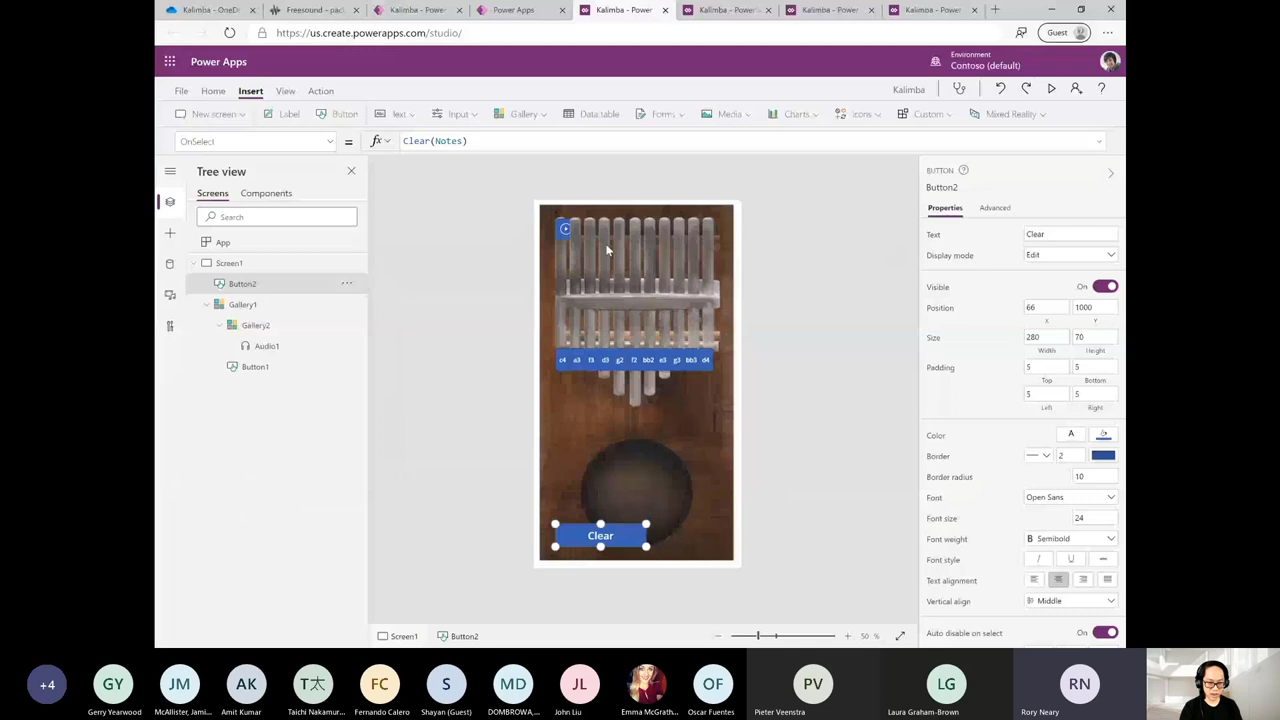 Kalimba - OneDr
Freesound - pac
Kalimba - Power
Power Apps
Kalimba - Power
Kalimba - Power
Kalimba - Power
Kalimba - Power
https://us.create.powerapps.com/studio/
Guest
Power Apps
Environment
Contoso (default)
File
Home
Insert
View
Action
Kalimba
New screen
Label
Button
Text
Input
Gallery
Data table
Forms
Media
Charts
Icons
Custom
Mixed Reality
OnSelect
=
fx
Clear(Notes)
Tree view
Screens
Components
Search
App
Screen1
Button2
Gallery1
Gallery2
Audio1
Button1
c4 a3 f3 d3 g2 f2 bb2 e3 g3 bb3 d4
Clear
Screen1
Button2
50 %
BUTTON
Button2
Properties
Advanced
Text
Clear
Display mode
Edit
Visible
On
Position
66
1000
X
Y
Size
280
70
Width
Height
Padding
5
5
Top
Bottom
5
5
Left
Right
Color
A
Border
2
Border radius
10
Font
Open Sans
Font size
24
Font weight
B Semibold
Font style
/
U
Text alignment
Vertical align
Middle
Auto disable on select
On
+4
GY
JM
AK
T太
FC
S
MD
JL
OF
PV
LG
RN
Gerry Yearwood
McAllister, Jami...
Amit Kumar
Taichi Nakamur...
Fernando Calero
Shayan (Guest)
DOMBROWA,...
John Liu
Emma McGrath...
Oscar Fuentes
Pieter Veenstra
Laura Graham-Brown
Rory Neary